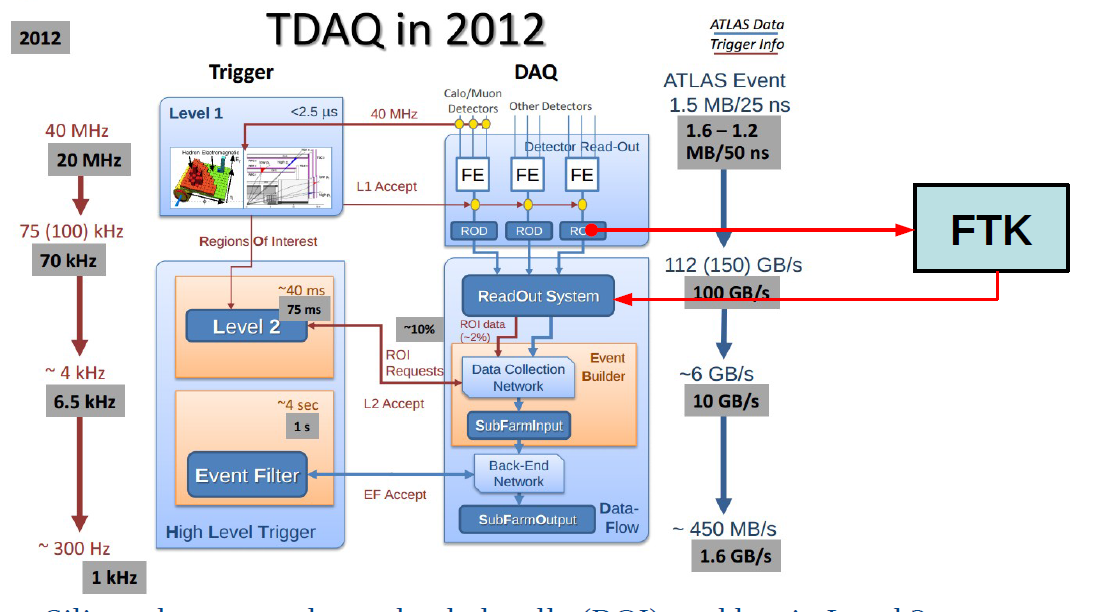 TDAQ in 2012
2012
ATLAS Data
Trigger Info
Trigger
DAQ
40 MHz
20 MHz
75 (100) kHz
70 kHz
~ 4 kHz
6.5 kHz
~ 300 Hz
1 kHz
Level 1
<2.5 µs
Hadron Electromagnetic
40 MHz
L1 Accept
Regions Of Interest
~40 ms
75 ms
Level 2
~10%
ROI
Requests
L2 Accept
~4 sec
1 s
Event Filter
EF Accept
High Level Trigger
Calo/Muon
Detectors
Other Detectors
Detector Read-Out
FE
FE
FE
ROD
ROD
ROD
ReadOut System
ROI data
(~2%)
Event
Builder
Data Collection
Network
SubFarmInput
Back-End
Network
SubFarmOutput
Data-
Flow
ATLAS Event
1.5 MB/25 ns
1.6 – 1.2
MB/50 ns
112 (150) GB/s
100 GB/s
~6 GB/s
10 GB/s
~ 450 MB/s
1.6 GB/s
FTK